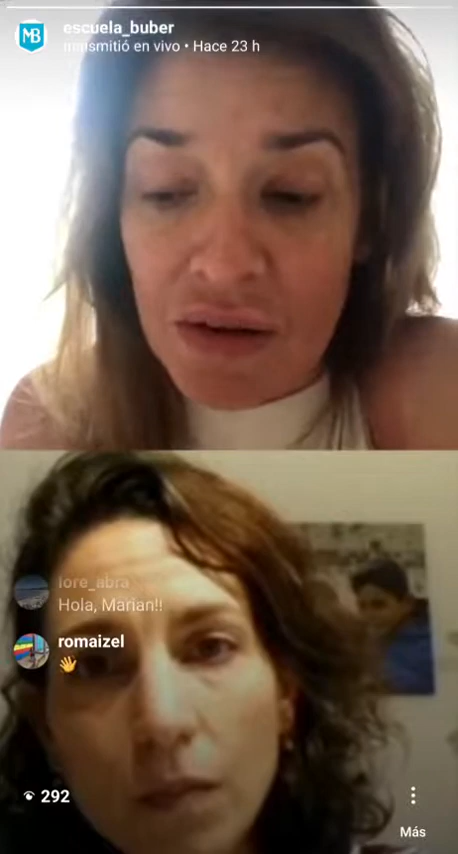 MB
escuela_buber
transmitió en vivo • Hace 23 h
lore_abra
Hola, Marian!!
romaizel
👋
292
Más